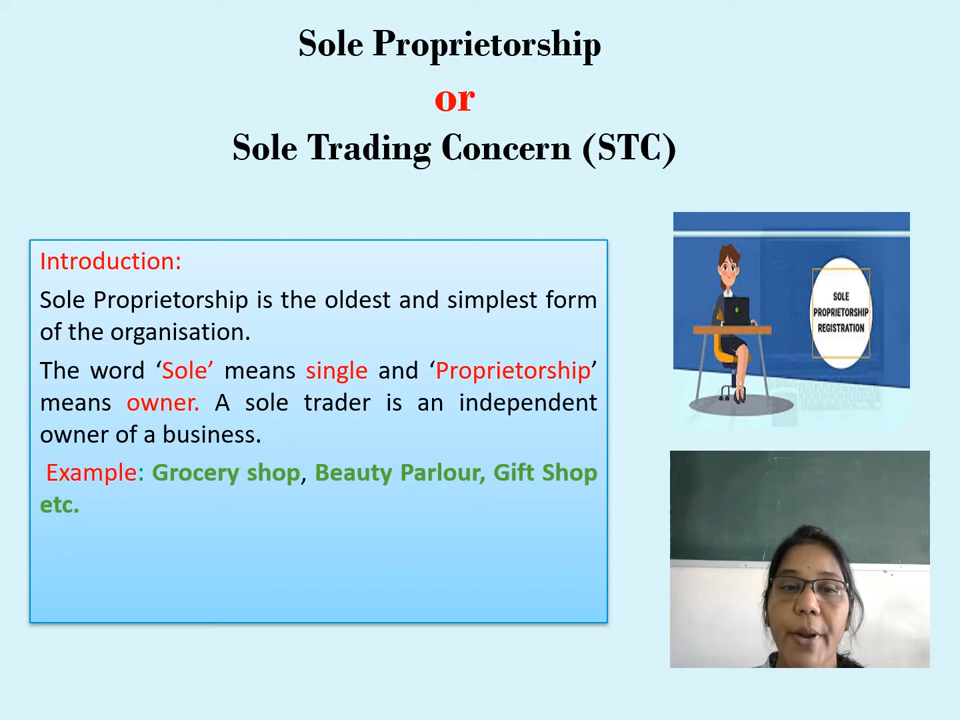 Sole Proprietorship
or
Sole Trading Concern (STC)
Introduction:
Sole Proprietorship is the oldest and simplest form
of the organisation.
The word ‘Sole’ means single and ‘Proprietorship’
means owner. A sole trader is an independent
owner of a business.
Example: Grocery shop, Beauty Parlour, Gift Shop
etc.
SOLE
PROPRIETORSHIP
REGISTRATION